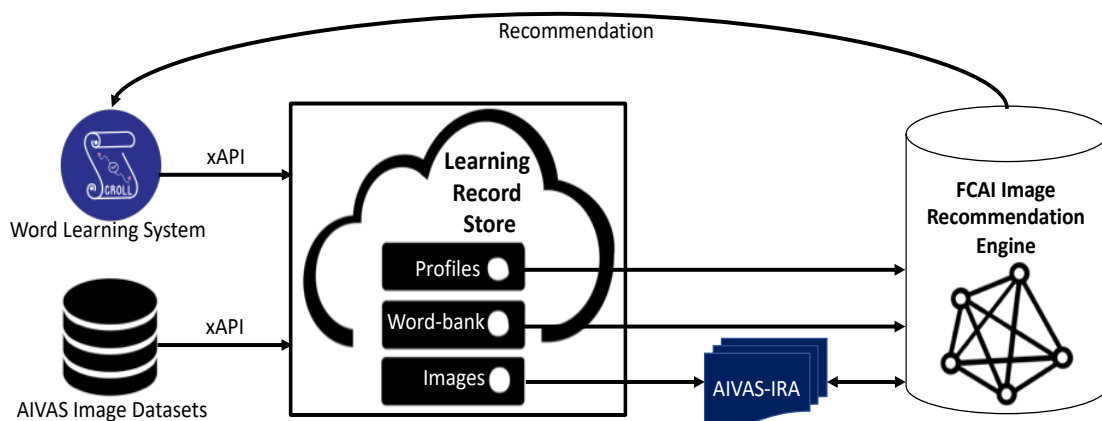 Recommendation
xAPI
CROLL
Word Learning System
Learning
Record
Store
Profiles
Word-bank
Images
xAPI
AIVAS Image Datasets
AIVAS-IRA
FCAI Image
Recommendation
Engine